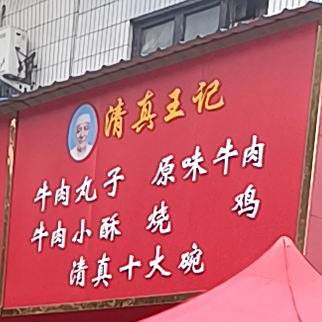 清真王记
牛肉丸子 原味牛肉
牛肉小酥 烧鸡
清真十大碗